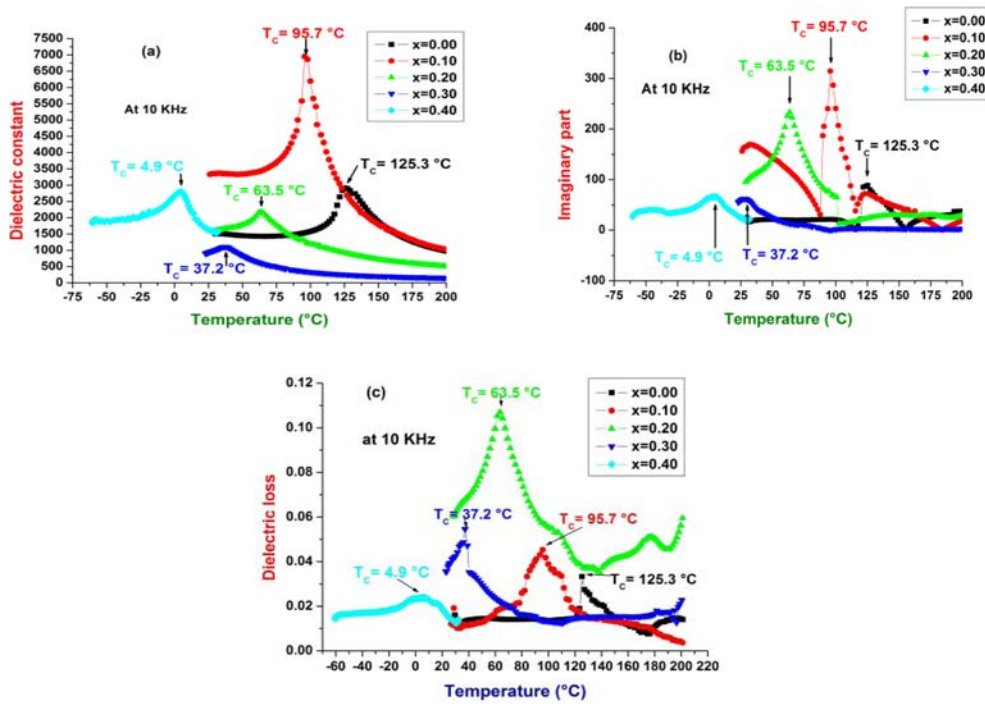 (a)
T_C= 95.7 °C
At 10 KHz
T_C= 4.9 °C
T_C= 63.5 °C
T_C= 37.2 °C
T_C= 125.3 °C
x=0.00
x=0.10
x=0.20
x=0.30
x=0.40
Dielectric constant
7500
7000
6500
6000
5500
5000
4500
4000
3500
3000
2500
2000
1500
1000
500
0
-75 -50 -25 0 25 50 75 100 125 150 175 200
Temperature (°C)
(b)
T_C= 95.7 °C
At 10 KHz
T_C= 63.5 °C
T_C= 125.3 °C
T_C= 4.9 °C
T_C= 37.2 °C
x=0.00
x=0.10
x=0.20
x=0.30
x=0.40
Imaginary part
400
300
200
100
0
-100
-75 -50 -25 0 25 50 75 100 125 150 175 200
Temperature (°C)
(c)
T_C= 63.5 °C
at 10 KHz
T_C= 37.2 °C
T_C= 95.7 °C
T_C= 4.9 °C
T_C= 125.3 °C
x=0.00
x=0.10
x=0.20
x=0.30
x=0.40
Dielectric loss
0.12
0.10
0.08
0.06
0.04
0.02
0.00
-60 -40 -20 0 20 40 60 80 100 120 140 160 180 200 220
Temperature (°C)